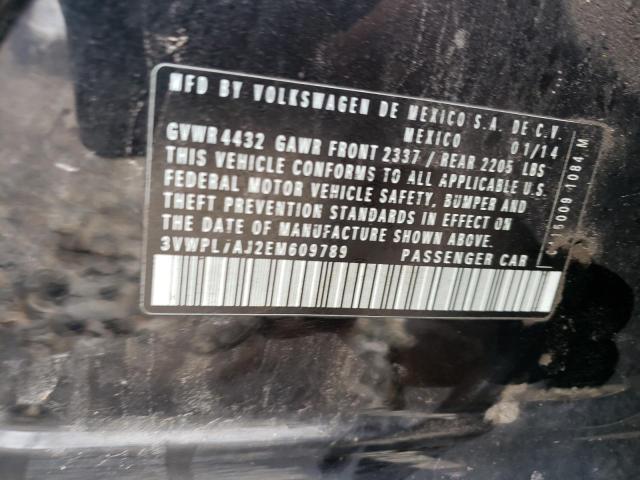 MFD BY VOLKSWAGEN DE MEXICO S.A. DE C.V.
MEXICO 01/14
GVWR 4432 GAWR FRONT 2337 / REAR 2205 LBS
THIS VEHICLE CONFORMS TO ALL APPLICABLE U.S.
FEDERAL MOTOR VEHICLE SAFETY, BUMPER AND
THEFT PREVENTION STANDARDS IN EFFECT ON
THE DATE OF MANUFACTURE SHOWN ABOVE.
3VWPL7AJ2EM609789 PASSENGER CAR
1084 M